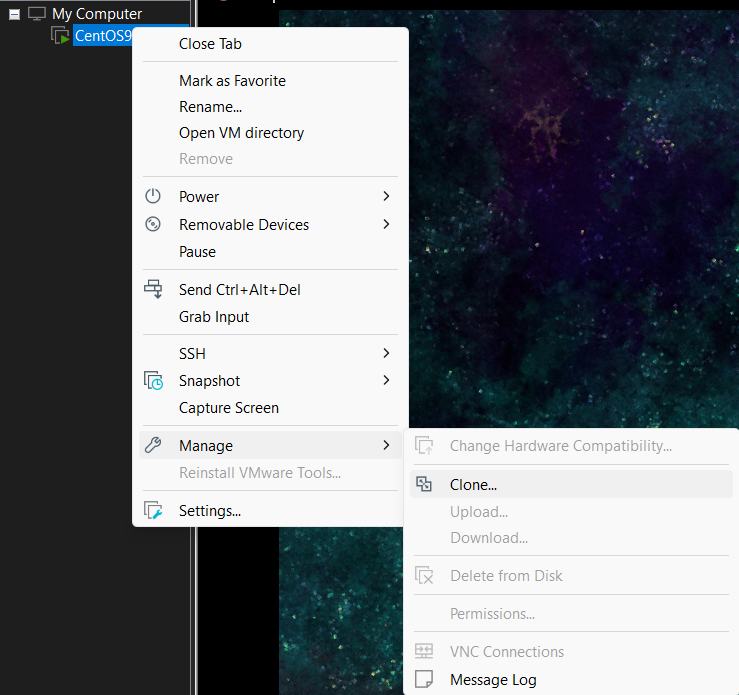 My Computer
CentOS9
Close Tab
Mark as Favorite
Rename...
Open VM directory
Remove
Power
Removable Devices
Pause
Send Ctrl+Alt+Del
Grab Input
SSH
Snapshot
Capture Screen
Manage
Reinstall VMware Tools...
Settings...
Change Hardware Compatibility...
Clone...
Upload...
Download...
Delete from Disk
Permissions...
VNC Connections
Message Log